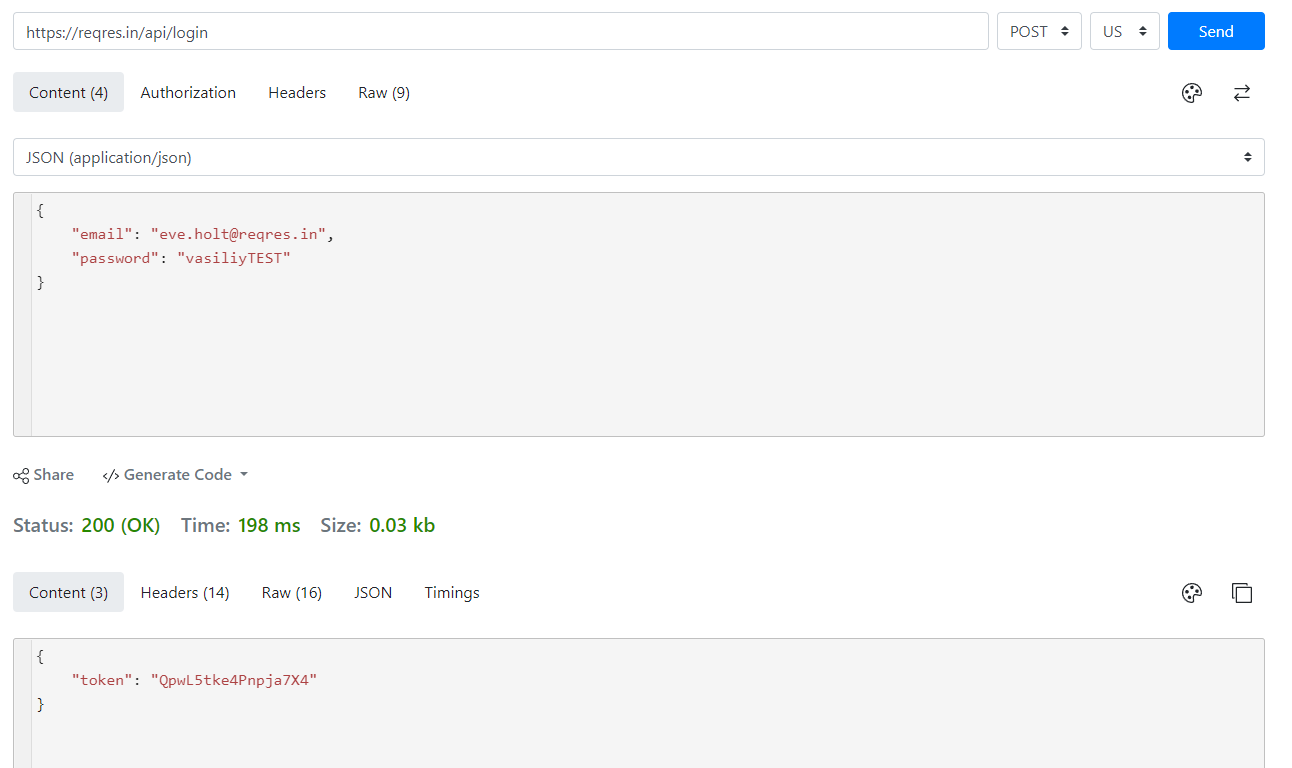 https://reqres.in/api/login POST US Send
Content (4) Authorization Headers Raw (9)
JSON (application/json)
{
"email": "eve.holt@reqres.in",
"password": "vasiliyTEST"
}
Share </> Generate Code
Status: 200 (OK) Time: 198 ms Size: 0.03 kb
Content (3) Headers (14) Raw (16) JSON Timings
{
"token": "QpwL5tke4Pnpja7X4"
}